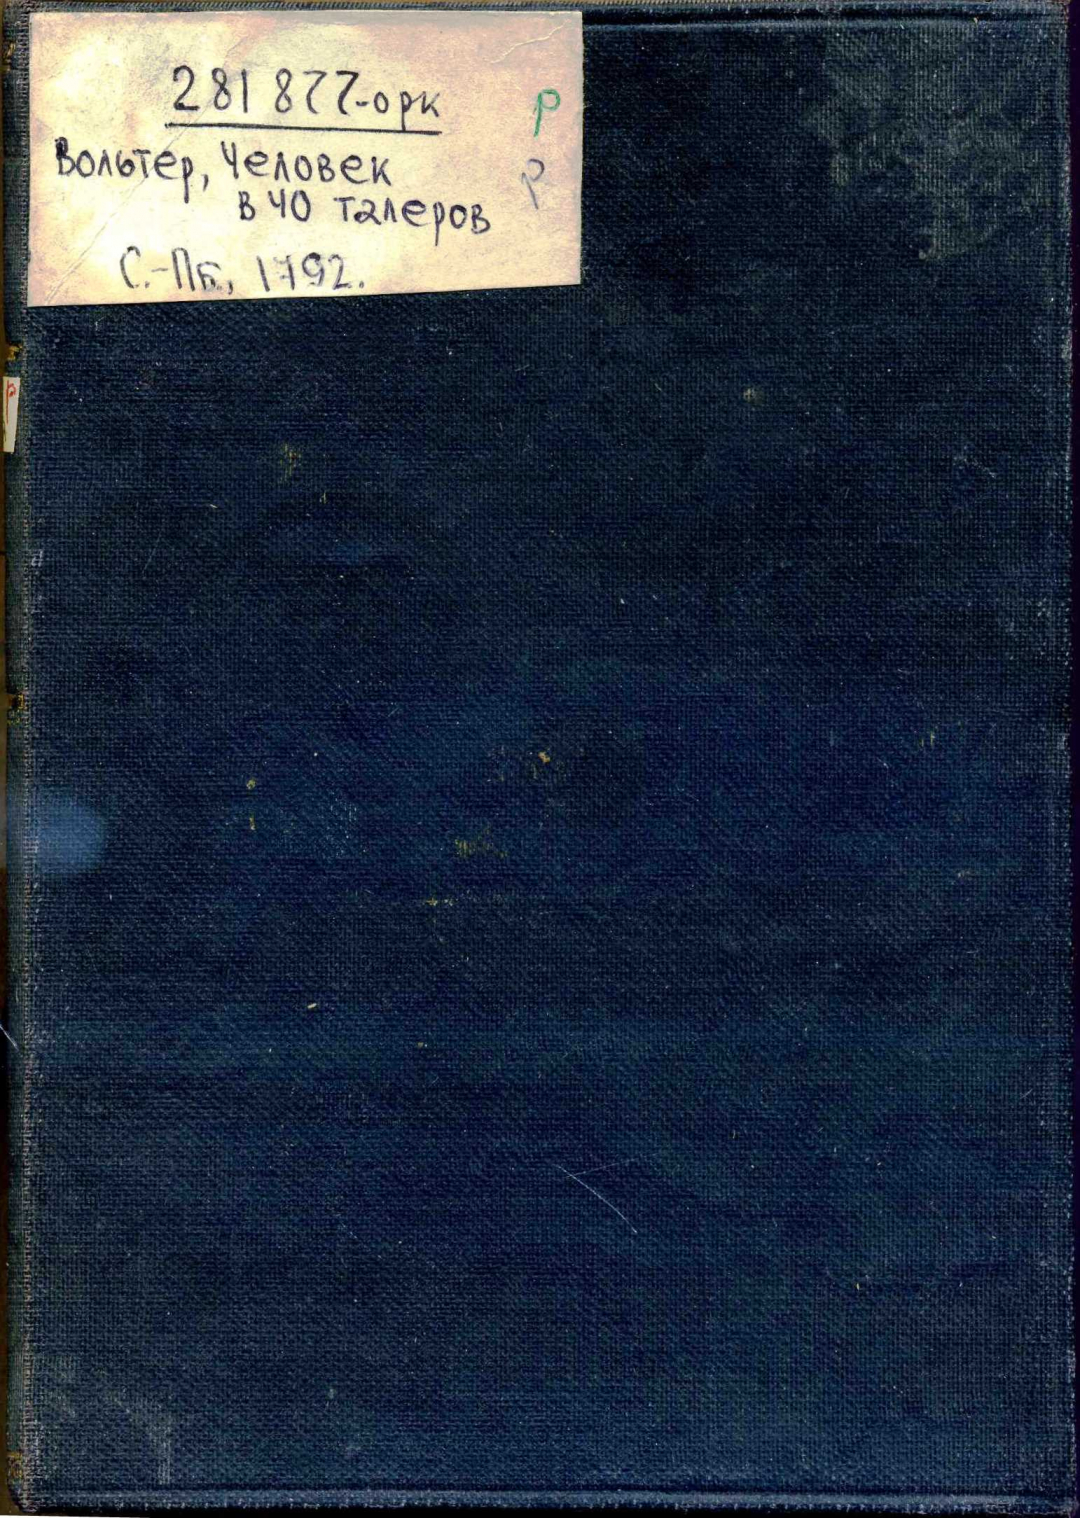 281 877-орк
Вольтер, Человек
в 40 талеров
С.-Пб., 1792.
р
р